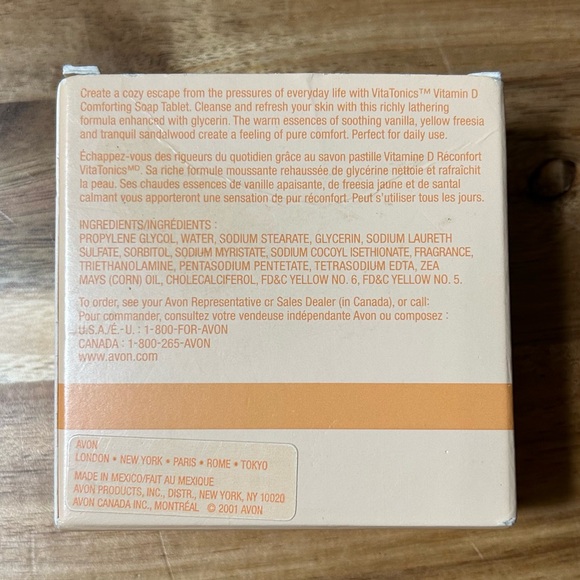 Create a cozy escape from the pressures of everyday life with VitaTonics™ Vitamin D
Comforting Soap Tablet. Cleanse and refresh your skin with this richly lathering
formula enhanced with glycerin. The warm essences of soothing vanilla, yellow freesia
and tranquil sandalwood create a feeling of pure comfort. Perfect for daily use.
Échappez-vous des rigueurs du quotidien grâce au savon pastille Vitamine D Réconfort
VitaTonicsᴹᴰ. Sa riche formule moussante rehaussée de glycérine nettoie et rafraîchit
la peau. Ses chaudes essences de vanille apaisante, de freesia jaune et de santal
calmant vous apporteront une sensation de pur réconfort. Peut s'utiliser tous les jours.
INGREDIENTS/INGRÉDIENTS :
PROPYLENE GLYCOL, WATER, SODIUM STEARATE, GLYCERIN, SODIUM LAURETH
SULFATE, SORBITOL, SODIUM MYRISTATE, SODIUM COCOYL ISETHIONATE, FRAGRANCE,
TRIETHANOLAMINE, PENTASODIUM PENTETATE, TETRASODIUM EDTA, ZEA
MAYS (CORN) OIL, CHOLECALCIFEROL, FD&C YELLOW NO. 6, FD&C YELLOW NO. 5.
To order, see your Avon Representative or Sales Dealer (in Canada), or call:
Pour commander, consultez votre vendeuse indépendante Avon ou composez :
U.S.A./É.-U. : 1-800-FOR-AVON
CANADA : 1-800-265-AVON
www.avon.com
AVON
LONDON • NEW YORK • PARIS • ROME • TOKYO
MADE IN MEXICO/FAIT AU MEXIQUE
AVON PRODUCTS, INC., DISTR., NEW YORK, NY 10020
AVON CANADA INC., MONTRÉAL © 2001 AVON